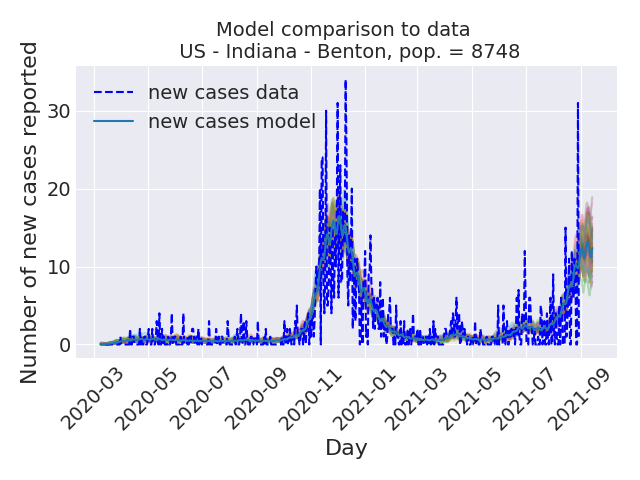 Model comparison to data
US - Indiana - Benton, pop. = 8748
Number of new cases reported
new cases data
new cases model
30
20
10
0
2020-03
2020-05
2020-07
2020-09
2020-11
2021-01
2021-03
2021-05
2021-07
2021-09
Day